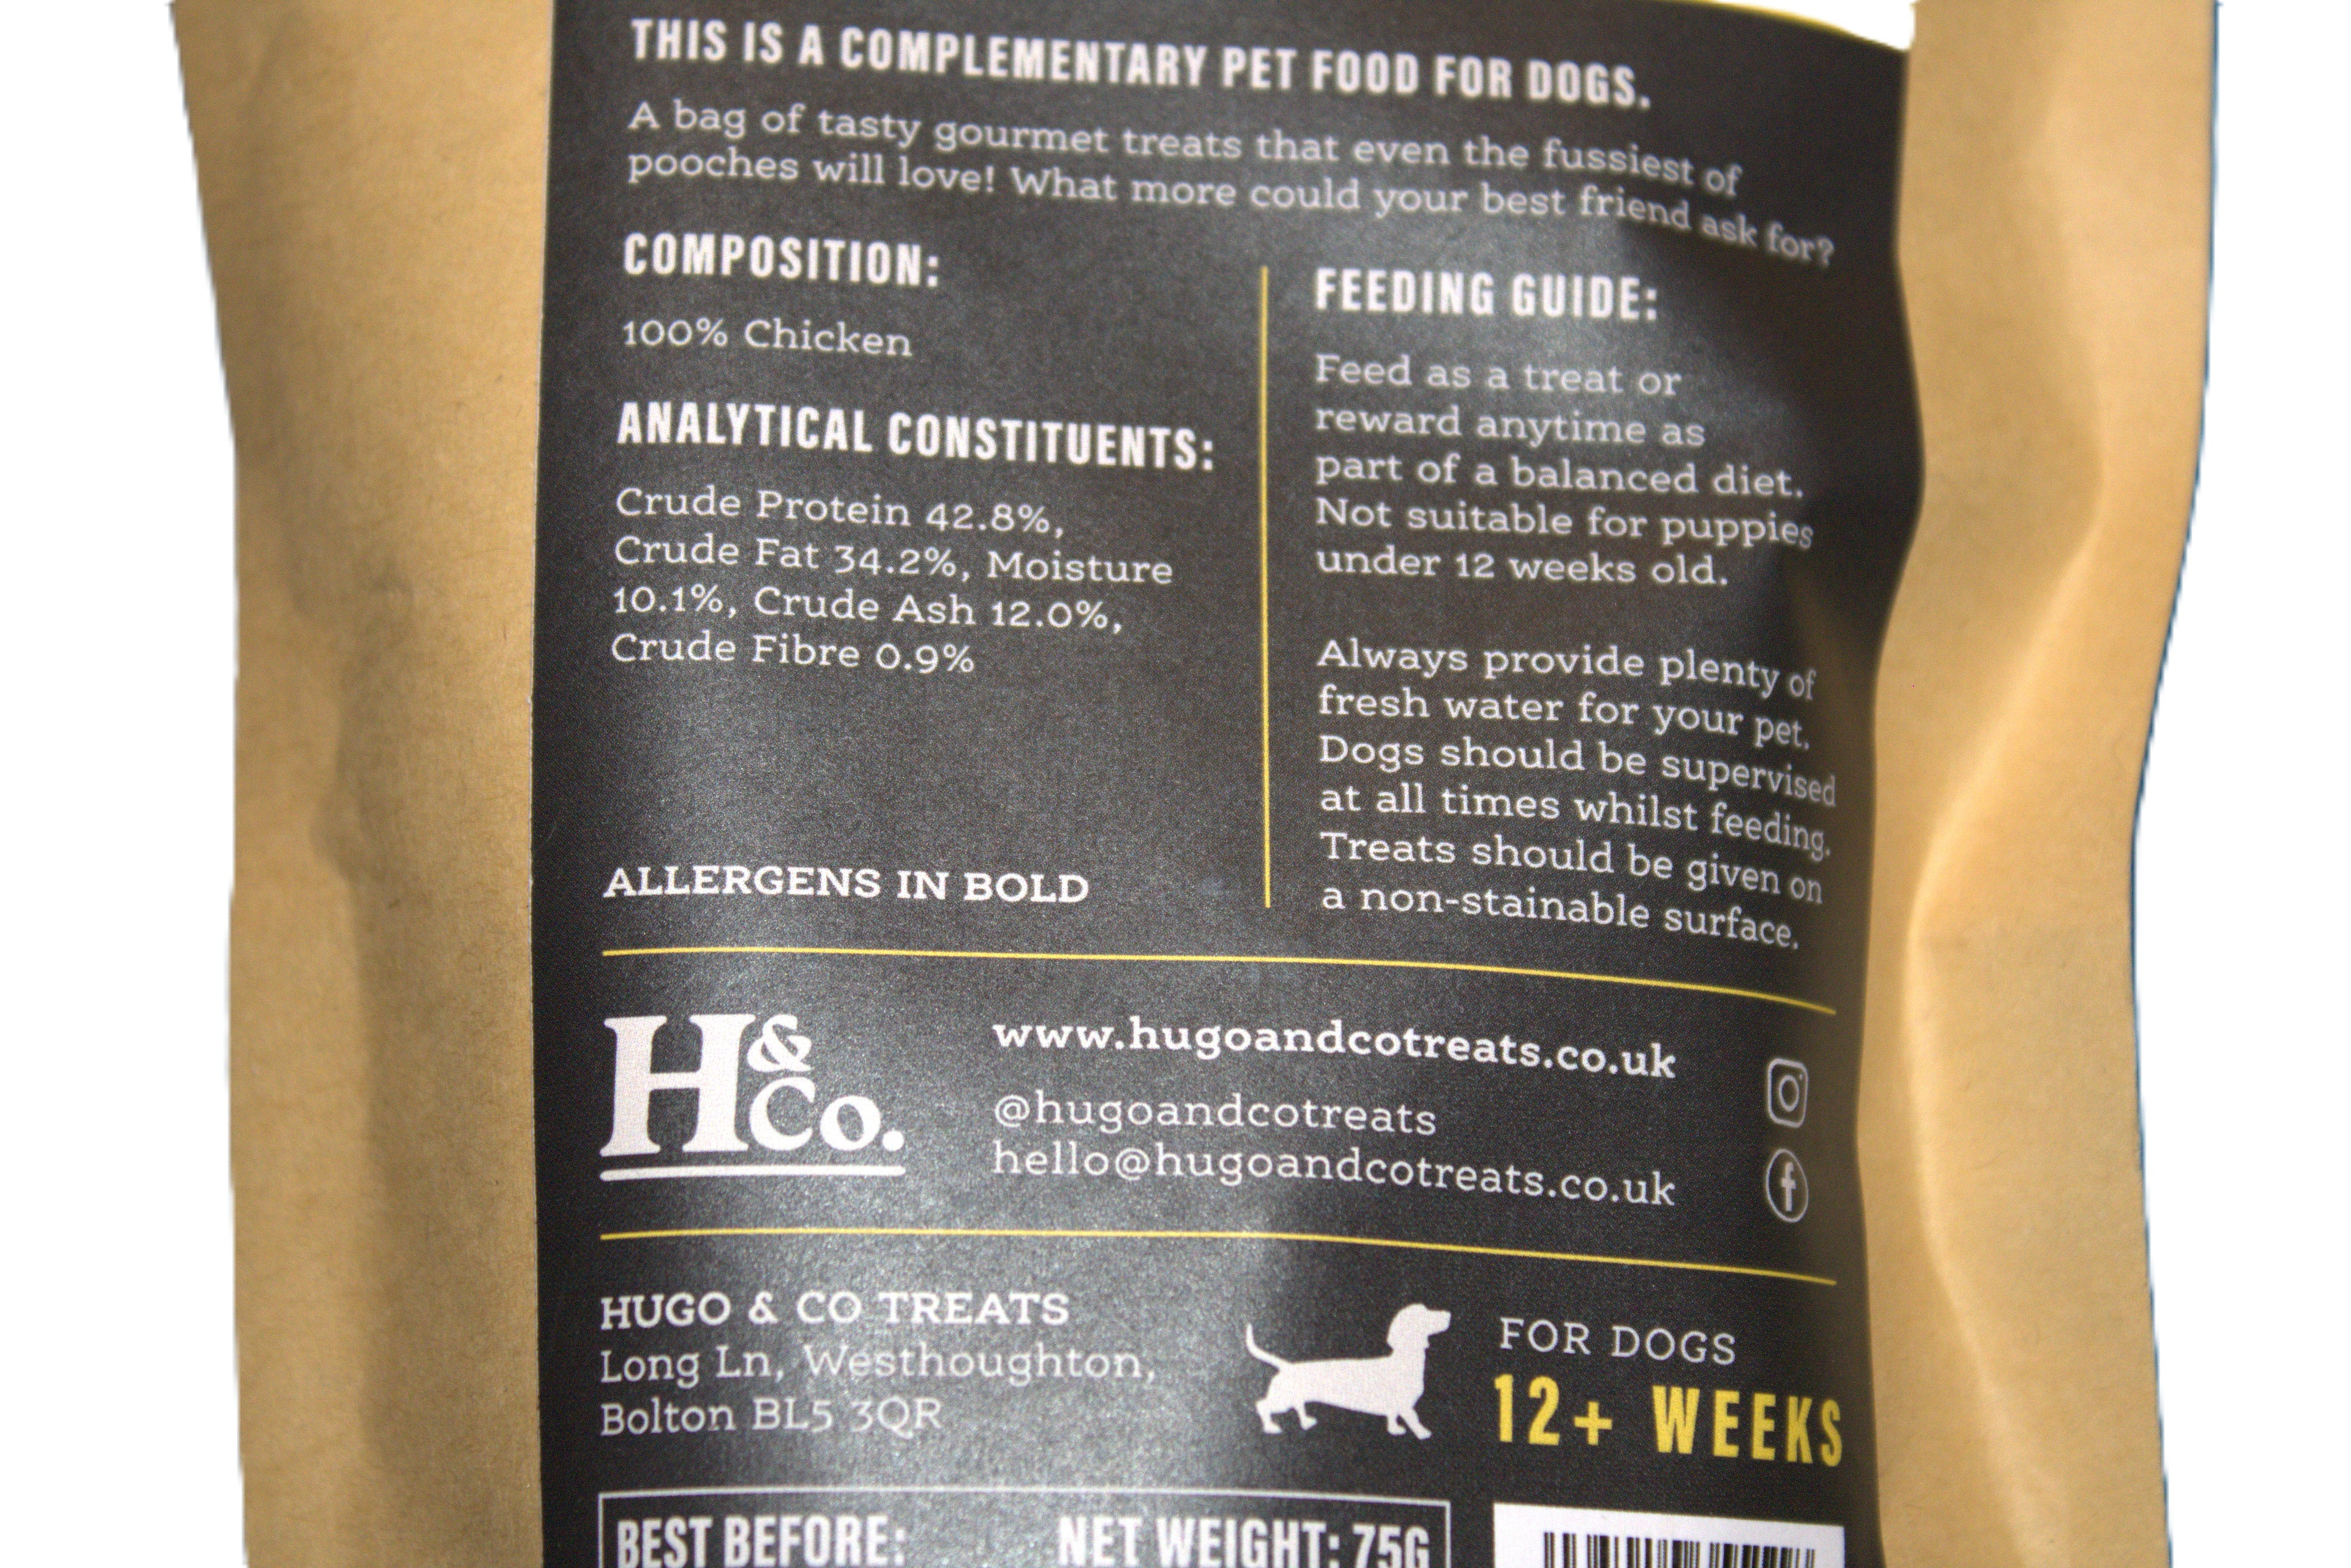 THIS IS A COMPLEMENTARY PET FOOD FOR DOGS.
A bag of tasty gourmet treats that even the fussiest of
pooches will love! What more could your best friend ask for?
COMPOSITION:
100% Chicken
ANALYTICAL CONSTITUENTS:
Crude Protein 42.8%,
Crude Fat 34.2%, Moisture
10.1%, Crude Ash 12.0%,
Crude Fibre 0.9%
ALLERGENS IN BOLD
FEEDING GUIDE:
Feed as a treat or
reward anytime as
part of a balanced diet.
Not suitable for puppies
under 12 weeks old.
Always provide plenty of
fresh water for your pet.
Dogs should be supervised
at all times whilst feeding.
Treats should be given on
a non-stainable surface.
H&Co.
www.hugoandcotreats.co.uk
@hugoandcotreats
hello@hugoandcotreats.co.uk
HUGO & CO TREATS
Long Ln, Westhoughton,
Bolton BL5 3QR
FOR DOGS
12+ WEEKS
BEST BEFORE:
NET WEIGHT: 75G